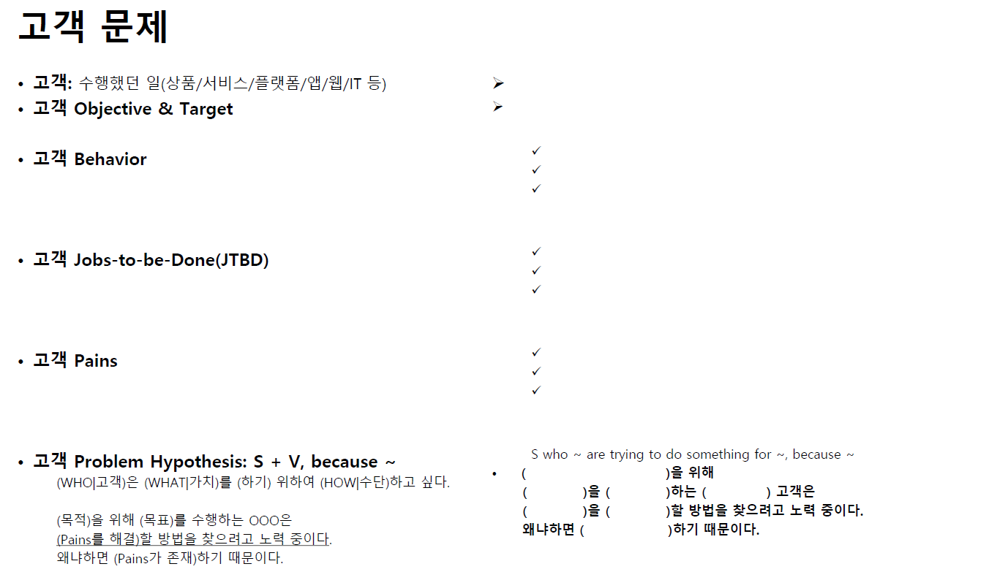 고객 문제
• 고객: 수행했던 일(상품/서비스/플랫폼/앱/웹/IT 등)
• 고객 Objective & Target
• 고객 Behavior
• 고객 Jobs-to-be-Done(JTBD)
• 고객 Pains
• 고객 Problem Hypothesis: S + V, because ~
(WHO|고객)은 (WHAT|가치)를 (하기) 위하여 (HOW|수단)하고 싶다.
(목적)을 위해 (목표)를 수행하는 OOO은
(Pains를 해결)할 방법을 찾으려고 노력 중이다.
왜냐하면 (Pains가 존재)하기 때문이다.
➢
➢
✓
✓
✓
✓
✓
✓
✓
✓
✓
S who ~ are trying to do something for ~, because ~
• ( )을 위해
( )을 ( )하는 ( ) 고객은
( )을 ( )할 방법을 찾으려고 노력 중이다.
왜냐하면 ( )하기 때문이다.